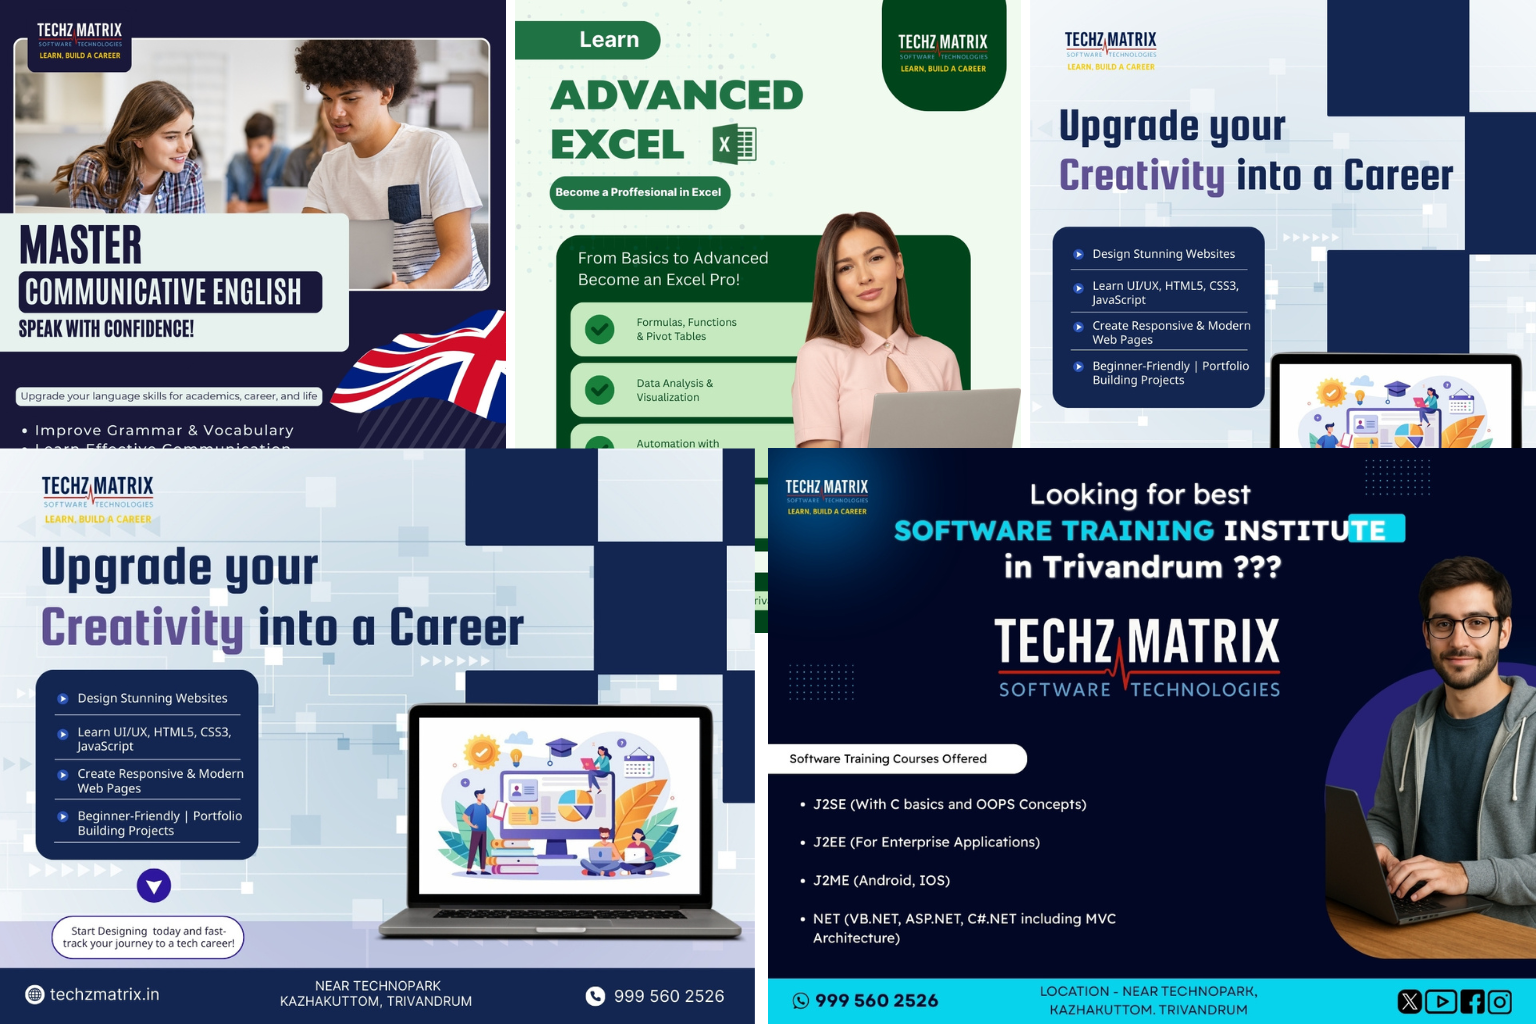 TECHZ MATRIX
SOFTWARE TECHNOLOGIES
LEARN, BUILD A CAREER
MASTER
COMMUNICATIVE ENGLISH
SPEAK WITH CONFIDENCE!
Upgrade your language skills for academics, career, and life
• Improve Grammar & Vocabulary
• Learn Effective Communication
Learn
ADVANCED
EXCEL
X
Become a Proffesional in Excel
TECHZ MATRIX
SOFTWARE TECHNOLOGIES
LEARN, BUILD A CAREER
From Basics to Advanced
Become an Excel Pro!
Formulas, Functions
& Pivot Tables
Data Analysis &
Visualization
Automation with
TECHZ MATRIX
SOFTWARE TECHNOLOGIES
LEARN, BUILD A CAREER
Upgrade your
Creativity into a Career
Design Stunning Websites
Learn UI/UX, HTML5, CSS3,
JavaScript
Create Responsive & Modern
Web Pages
Beginner-Friendly | Portfolio
Building Projects
TECHZ MATRIX
SOFTWARE TECHNOLOGIES
LEARN, BUILD A CAREER
Upgrade your
Creativity into a Career
Design Stunning Websites
Learn UI/UX, HTML5, CSS3,
JavaScript
Create Responsive & Modern
Web Pages
Beginner-Friendly | Portfolio
Building Projects
Start Designing today and fast-
track your journey to a tech career!
techzmatrix.in
NEAR TECHNOPARK
KAZHAKUTTOM, TRIVANDRUM
999 560 2526
TECHZ MATRIX
SOFTWARE TECHNOLOGIES
LEARN, BUILD A CAREER
Looking for best
SOFTWARE TRAINING INSTITUTE
in Trivandrum ???
TECHZ MATRIX
SOFTWARE TECHNOLOGIES
Software Training Courses Offered
• J2SE (With C basics and OOPS Concepts)
• J2EE (For Enterprise Applications)
• J2ME (Android, IOS)
• NET (VB.NET, ASP.NET, C#.NET including MVC
Architecture)
999 560 2526
LOCATION - NEAR TECHNOPARK,
KAZHAKUTTOM. TRIVANDRUM